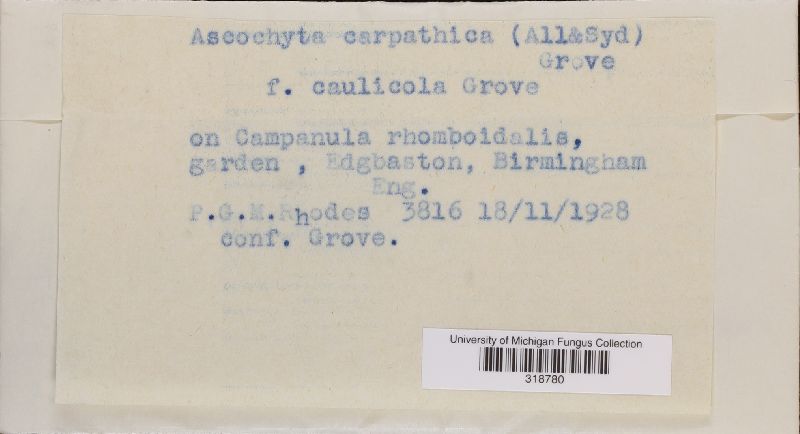 Ascochyta carpathica (All&Syd)
Grove
f. caulicola Grove
on Campanula rhomboidalis,
garden , Edgbaston, Birmingham
Eng.
P.G.M.Rhodes 3816 18/11/1928
conf. Grove.
University of Michigan Fungus Collection
318780